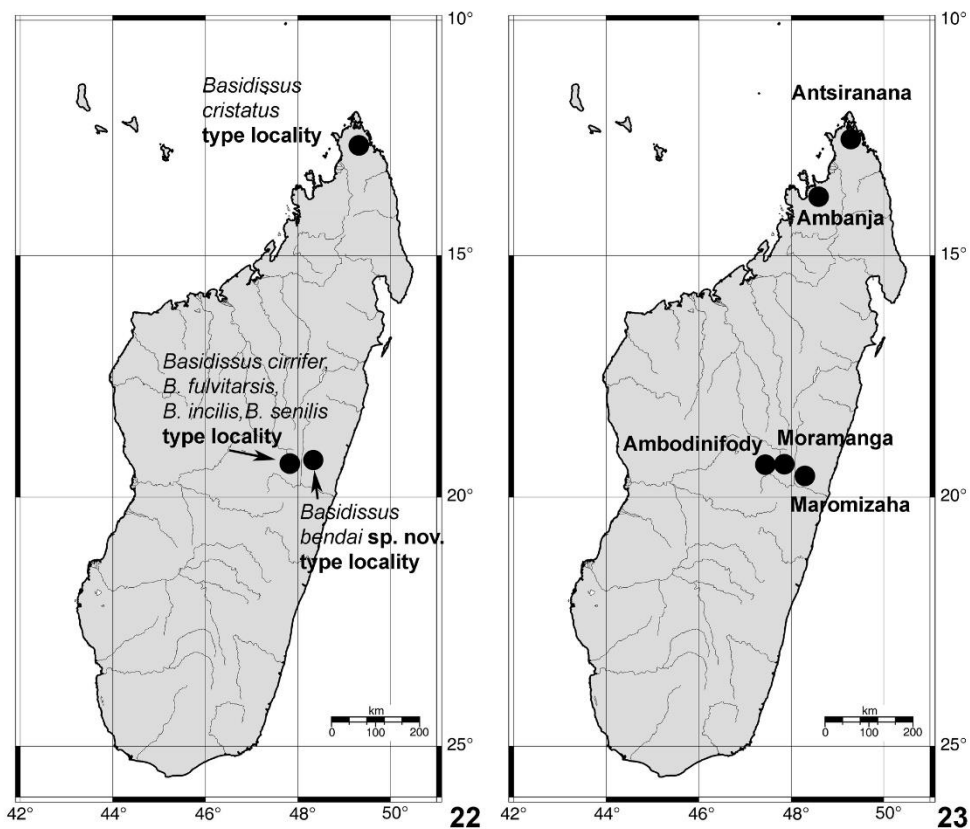 10°
10°
Basidissus
cristatus
type locality
Antsiranana
Ambanja
15°
15°
Basidissus cirrifer,
B. fulvitarsis,
B. incilis, B. senilis
type locality
Ambodinifody
Moramanga
Maromizaha
20°
20°
Basidissus
bendai sp. nov.
type locality
km
0 100 200
km
0 100 200
25°
25°
42° 44° 46° 48° 50° 22
42° 44° 46° 48° 50° 23